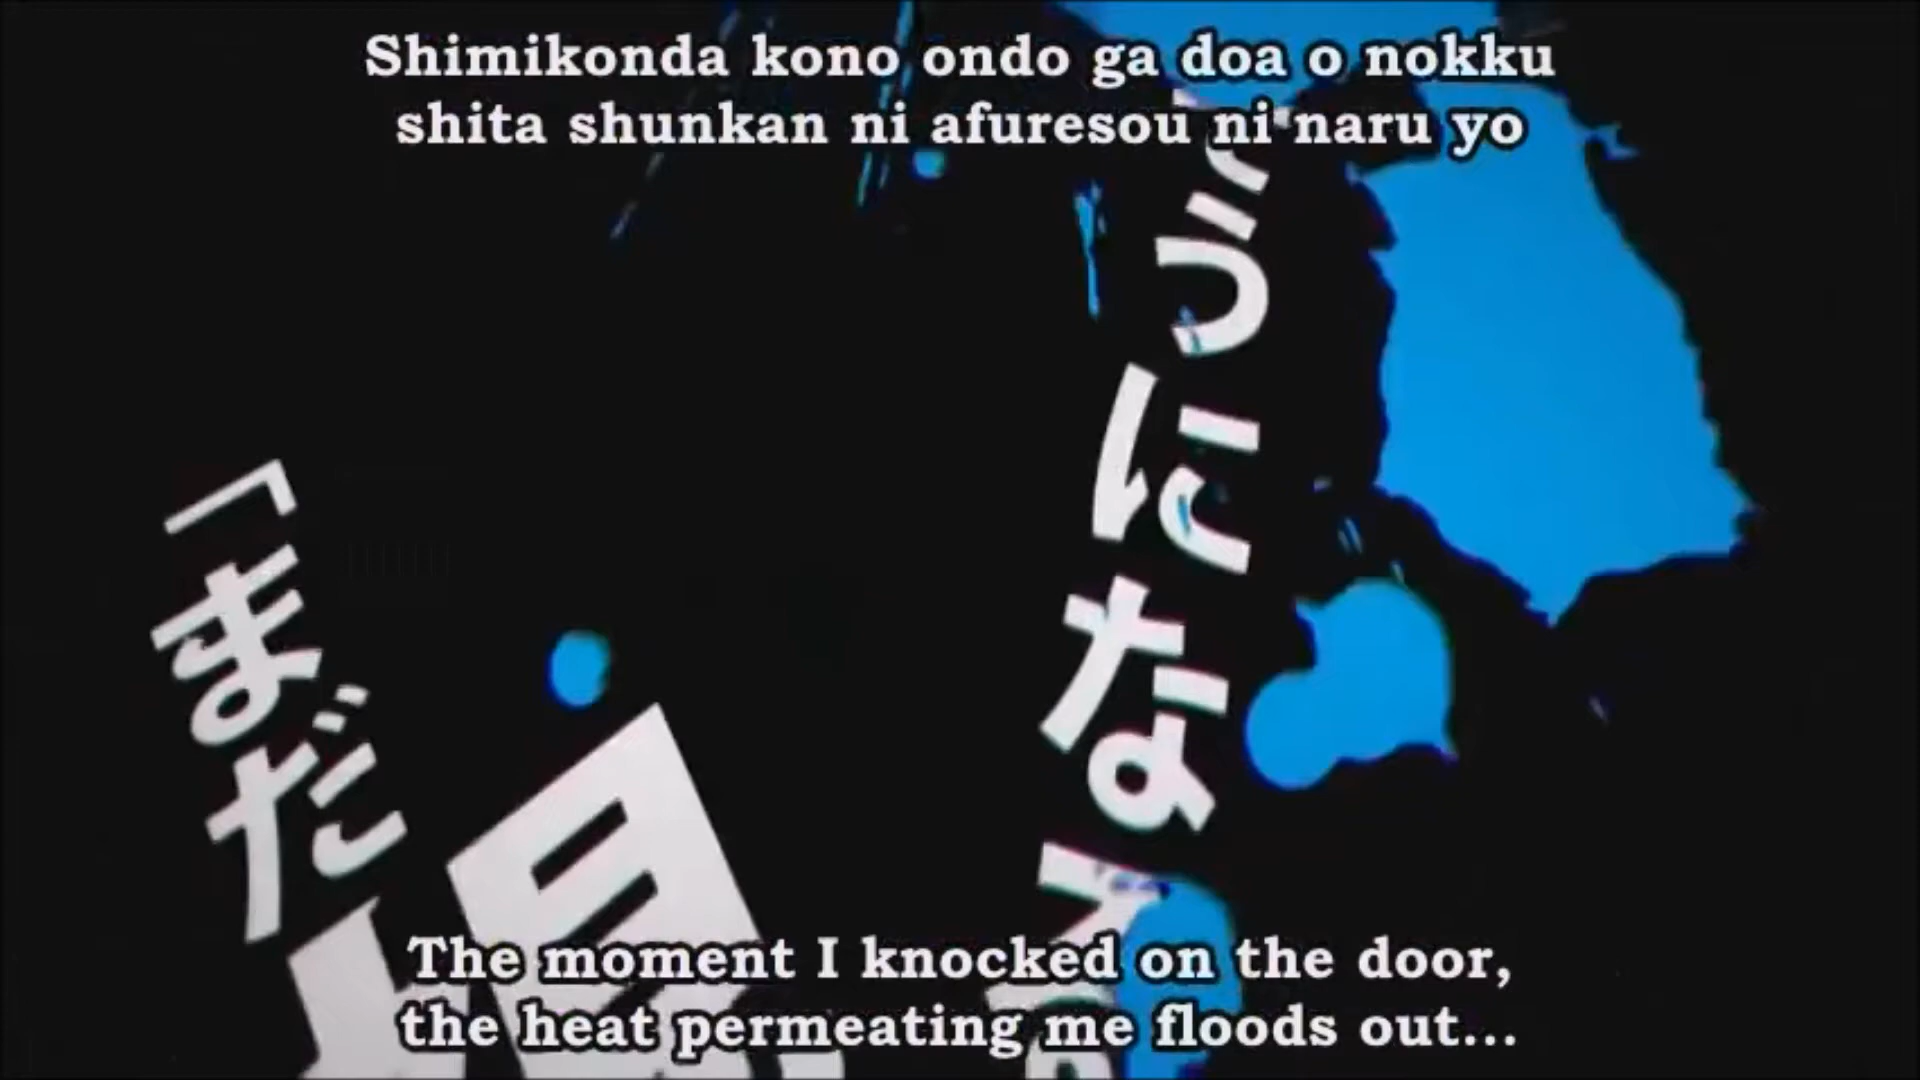 Shimikonda kono ondo ga doa o nokku
shita shunkan ni afuresou ni naru yo
うになる
「まだ
The moment I knocked on the door,
the heat permeating me floods out...